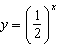 y = (1/2)^x